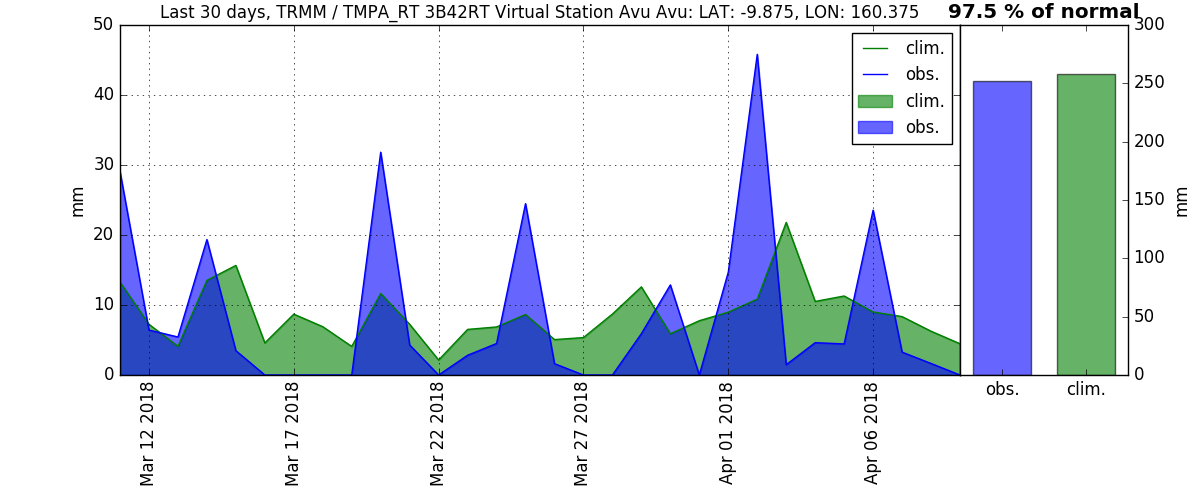 Last 30 days, TRMM / TMPA_RT 3B42RT Virtual Station Avu Avu: LAT: -9.875, LON: 160.375
97.5 % of normal
50
40
30
20
10
0
mm
clim.
obs.
clim.
obs.
Mar 12 2018
Mar 17 2018
Mar 22 2018
Mar 27 2018
Apr 01 2018
Apr 06 2018
300
250
200
150
100
50
0
mm
obs.
clim.